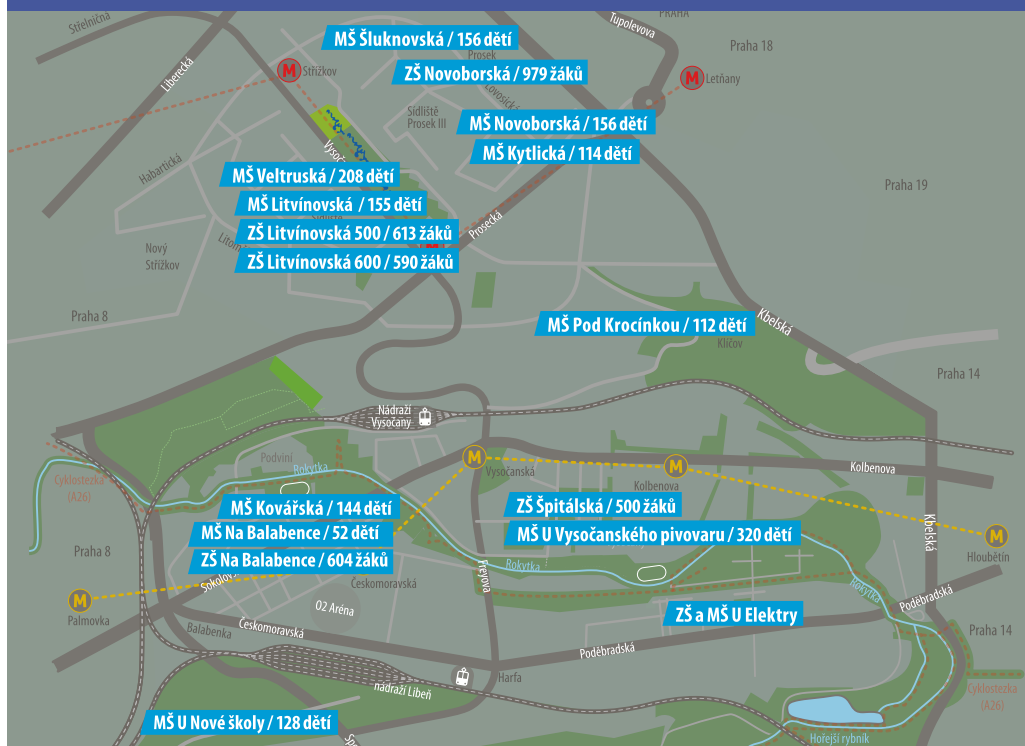 Střelničná
Tupolevova
PRAHA
MŠ Šluknovská / 156 dětí
Praha 18
Prosek
Liberecká
Střížkov
ZŠ Novoborská / 979 žáků
Letňany
Lovosická
Sídliště
Prosek III
MŠ Novoborská / 156 dětí
MŠ Kytlická / 114 dětí
Habartická
MŠ Veltruská / 208 dětí
Praha 19
MŠ Litvínovská / 155 dětí
Prosecká
ZŠ Litvínovská 500 / 613 žáků
Nový
Střížkov
ZŠ Litvínovská 600 / 590 žáků
Praha 8
MŠ Pod Krocínkou / 112 dětí
Kbelská
Klíčov
Praha 14
Nádraží
Vysočany
Podviní
Rokytka
M
Vysočanská
M
Kolbenova
Kolbenova
Cyklostezka
(A26)
MŠ Kovářská / 144 dětí
ZŠ Špitálská / 500 žáků
MŠ Na Balabence / 52 dětí
MŠ U Vysočanského pivovaru / 320 dětí
Kbelská
M
Hloubětín
Praha 8
ZŠ Na Balabence / 604 žáků
Rokytka
Freyova
Českomoravská
Rokytka
M
Palmovka
O2 Aréna
ZŠ a MŠ U Elektry
Poděbradská
Balabenka
Českomoravská
Poděbradská
Praha 14
Harfa
nádraží Libeň
Cyklostezka
(A26)
MŠ U Nové školy / 128 dětí
Hořejší rybník